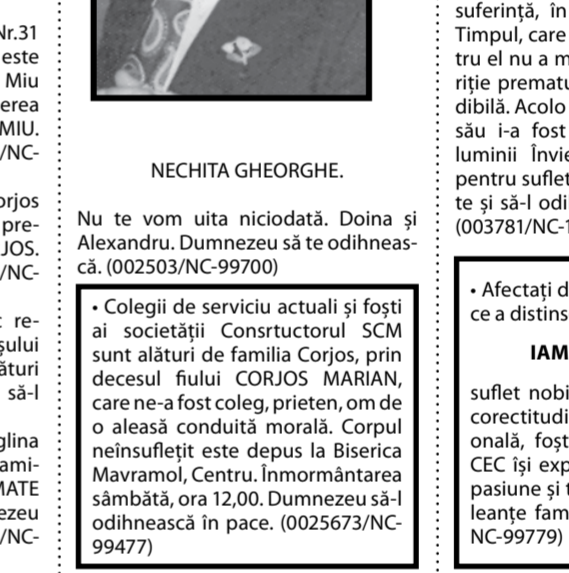 Nr.31
este
Miu
erea
MIU.
/NC-
orjos
pre-
JOS.
/NC-
re-
șului
ături
să-l
glina
ami-
MATE
ezeu
/NC-
NECHITA GHEORGHE.
Nu te vom uita niciodată. Doina și
Alexandru. Dumnezeu să te odihneas-
că. (002503/NC-99700)
• Colegii de serviciu actuali și foști
ai societății Consrtuctorul SCM
sunt alături de familia Corjos, prin
decesul fiului CORJOS MARIAN,
care ne-a fost coleg, prieten, om de
o aleasă conduită morală. Corpul
neînsuflețit este depus la Biserica
Mavramol, Centru. Înmormântarea
sâmbătă, ora 12,00. Dumnezeu să-l
odihnească în pace. (0025673/NC-
99477)
suferință, în
Timpul, care
tru el nu a m
riție prematu
dibilă. Acolo
său i-a fost
luminii Învie
pentru suflet
te și să-l odi
(003781/NC-1
• Afectați d
ce a distins
IAM
suflet nobi
corectitudi
onală, foșt
CEC își exp
pasiune și t
leanțe fam
NC-99779)